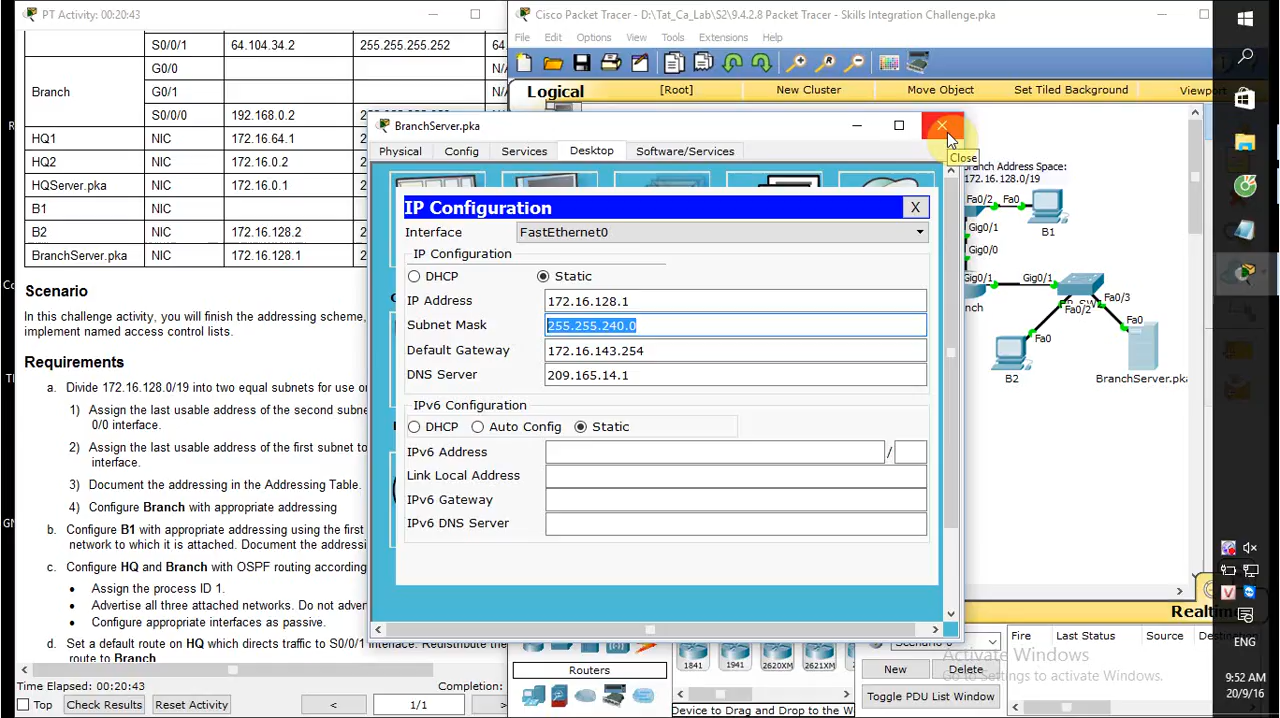 PT Activity: 00:20:43
S0/0/1 64.104.34.2 255.255.255.252 64
Branch G0/0 N/
G0/1 N/
S0/0/0 192.168.0.2
HQ1 NIC 172.16.64.1
HQ2 NIC 172.16.0.2
HQServer.pka NIC 172.16.0.1
B1 NIC
B2 NIC 172.16.128.2
BranchServer.pka NIC 172.16.128.1
Scenario
In this challenge activity, you will finish the addressing scheme,
implement named access control lists.
Requirements
a. Divide 172.16.128.0/19 into two equal subnets for use or
1) Assign the last usable address of the second subne
0/0 interface.
2) Assign the last usable address of the first subnet to
interface.
3) Document the addressing in the Addressing Table.
4) Configure Branch with appropriate addressing
b. Configure B1 with appropriate addressing using the first
network to which it is attached. Document the addressi
c. Configure HQ and Branch with OSPF routing according
• Assign the process ID 1.
• Advertise all three attached networks. Do not adver
• Configure appropriate interfaces as passive.
d. Set a default route on HQ which directs traffic to S0/0/1
route to Branch
Time Elapsed: 00:20:43 Completion:
Top Check Results Reset Activity < 1/1 >
Cisco Packet Tracer - D:\Tat_Ca_Lab\S2\9.4.2.8 Packet Tracer - Skills Integration Challenge.pka
File Edit Options View Tools Extensions Help
Logical [Root] New Cluster Move Object Set Tiled Background Viewport
BranchServer.pka
Close
Physical Config Services Desktop Software/Services
IP Configuration X
Interface FastEthernet0
IP Configuration
DHCP Static
IP Address 172.16.128.1
Subnet Mask 255.255.240.0
Default Gateway 172.16.143.254
DNS Server 209.165.14.1
IPv6 Configuration
DHCP Auto Config Static
IPv6 Address /
Link Local Address
IPv6 Gateway
IPv6 DNS Server
ranch Address Space:
172.16.128.0/19
Fa0/2 Fa0
Gig0/1 B1
Gig0/0
Gig0/1 Gig0/1
nch Fa0/3
Fa0/2
Fa0 Fa0
B2 BranchServer.pka
Realtime
Fire Last Status Source Destination
New Delete
Toggle PDU List Window
Routers
1841 1941 2620XM 2621XM
Device to Drag and Drop to the W
Activate Windows
Go to Settings to activate Windows.
ENG
9:52 AM
20/9/16